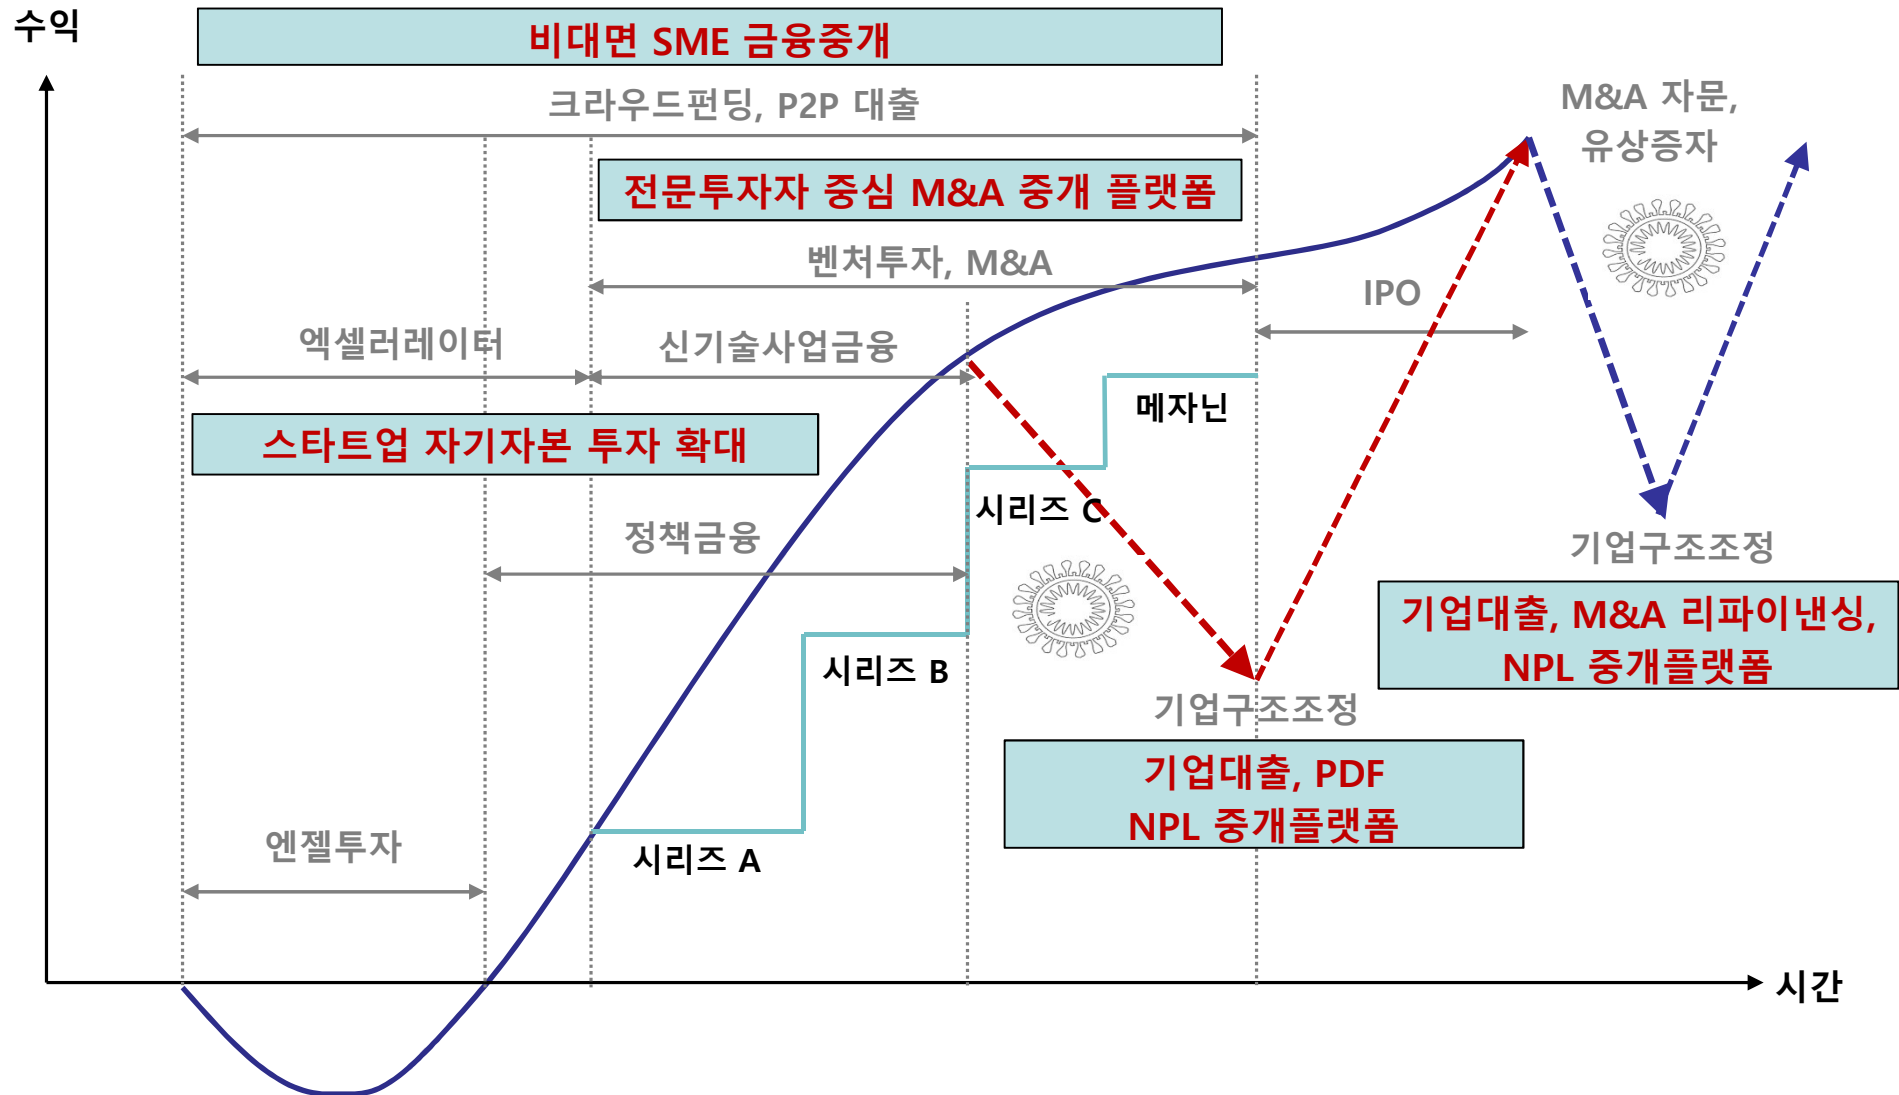 수익
비대면 SME 금융중개
크라우드펀딩, P2P 대출
M&A 자문,
유상증자
전문투자자 중심 M&A 중개 플랫폼
벤처투자, M&A
IPO
엑셀러레이터
신기술사업금융
메자닌
스타트업 자기자본 투자 확대
시리즈 C
정책금융
기업구조조정
기업대출, M&A 리파이낸싱,
NPL 중개플랫폼
시리즈 B
기업구조조정
기업대출, PDF
NPL 중개플랫폼
엔젤투자
시리즈 A
시간